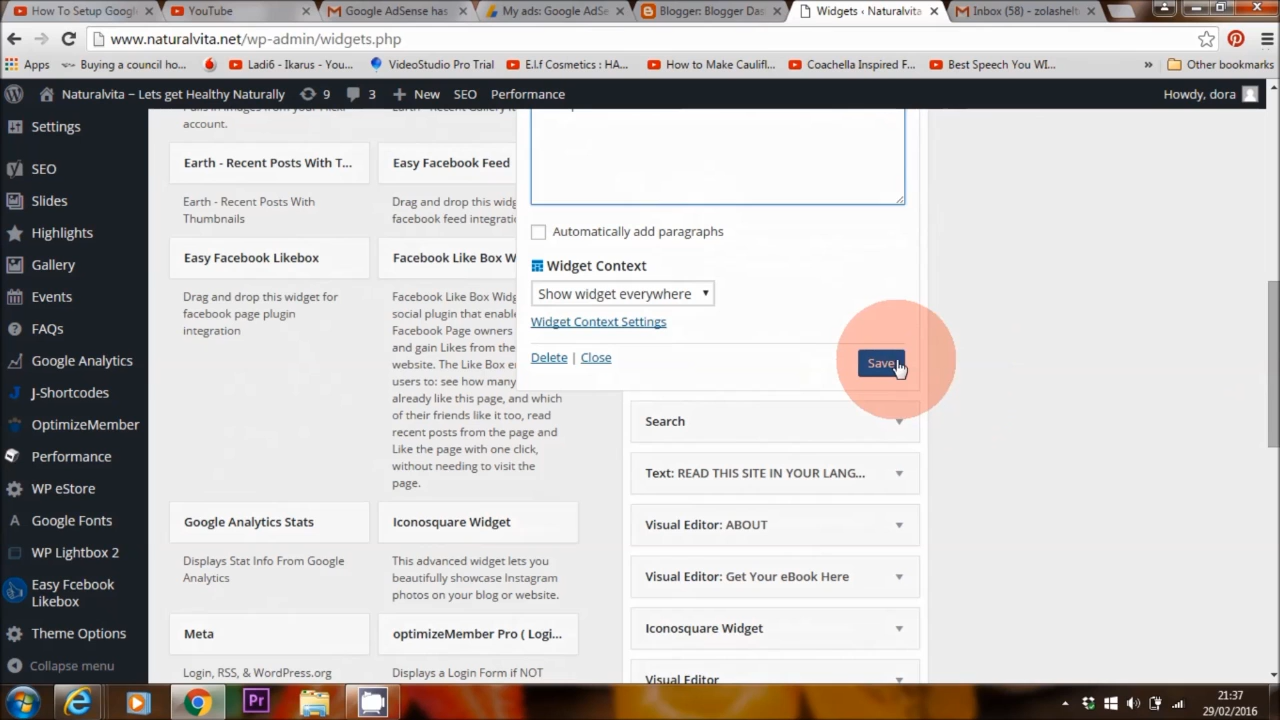 How To Setup Googl
YouTube
Google AdSense has
My ads: Google AdSe
Blogger: Blogger Das
Widgets ‹ Naturalvita
Inbox (58) - zolashelt
www.naturalvita.net/wp-admin/widgets.php
Apps
Buying a council ho...
Ladi6 - Ikarus - You...
VideoStudio Pro Trial
E.l.f Cosmetics : HA...
How to Make Caulifl...
Coachella Inspired F...
Best Speech You WI...
»
Other bookmarks
Naturalvita – Lets get Healthy Naturally
9
3
New
SEO
Performance
Howdy, dora
Settings
SEO
Slides
Highlights
Gallery
Events
FAQs
Google Analytics
J-Shortcodes
OptimizeMember
Performance
WP eStore
Google Fonts
WP Lightbox 2
Easy Fcebook
Likebox
Theme Options
Collapse menu
account.
Earth - Recent Posts With T...
Earth - Recent Posts With
Thumbnails
Easy Facebook Likebox
Drag and drop this widget for
facebook page plugin
integration
Google Analytics Stats
Displays Stat Info From Google
Analytics
Meta
Login, RSS, & WordPress.org
Easy Facebook Feed
Drag and drop this widg
facebook feed integratio
Facebook Like Box W
Facebook Like Box Widg
social plugin that enable
Facebook Page owners
and gain Likes from the
website. The Like Box er
users to: see how many
already like this page, and which
of their friends like it too, read
recent posts from the page and
Like the page with one click,
without needing to visit the
page.
Iconosquare Widget
This advanced widget lets you
beautifully showcase Instagram
photos on your blog or website.
optimizeMember Pro ( Logi...
Displays a Login Form if NOT
Automatically add paragraphs
Widget Context
Show widget everywhere
Widget Context Settings
Delete | Close
Save
Search
Text: READ THIS SITE IN YOUR LANG...
Visual Editor: ABOUT
Visual Editor: Get Your eBook Here
Iconosquare Widget
Visual Editor
Pr
21:37
29/02/2016